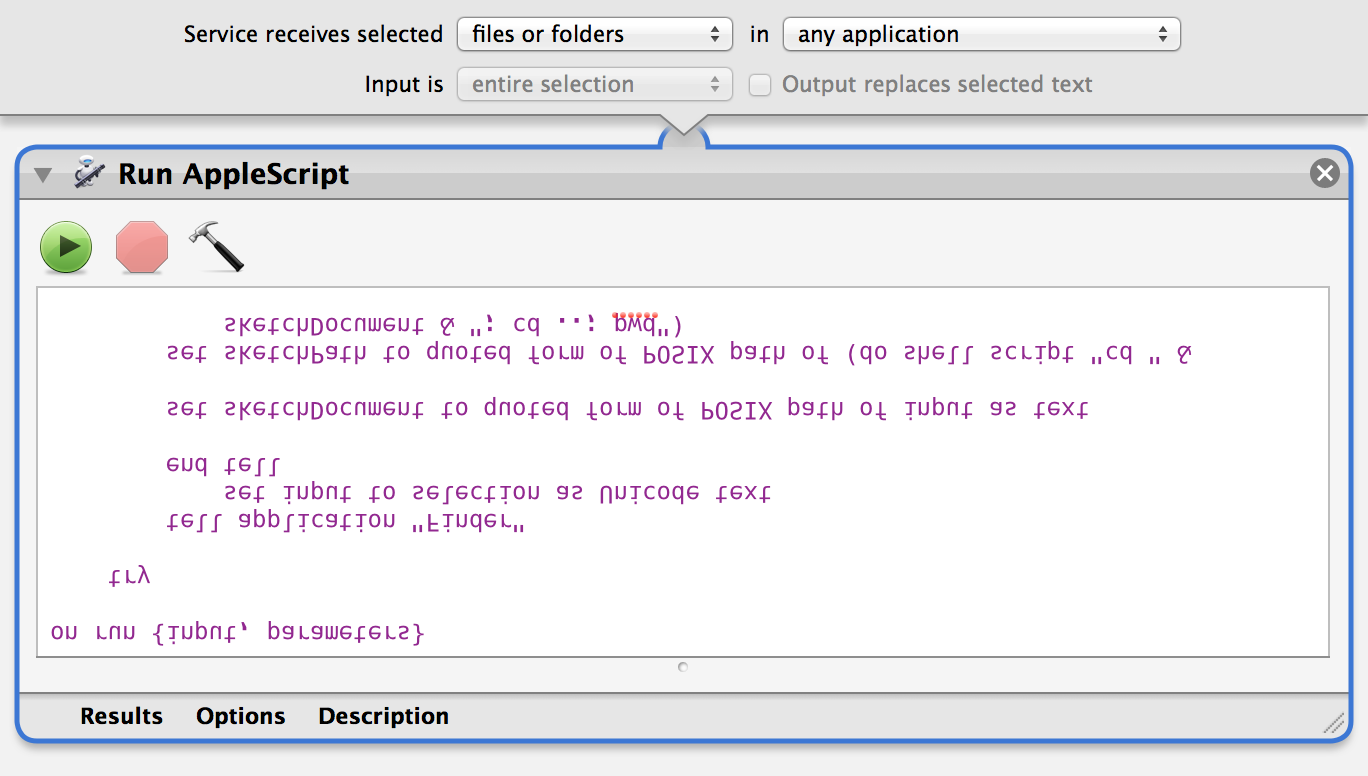 Service receives selected files or folders in any application
Input is entire selection Output replaces selected text
Run AppleScript
on run {input, parameters}
try
tell application "Finder"
set input to selection as Unicode text
end tell
set sketchDocument to quoted form of POSIX path of input as text
set sketchPath to quoted form of POSIX path of (do shell script "cd " &
sketchDocument & "; cd ..; pwd")
Results Options Description